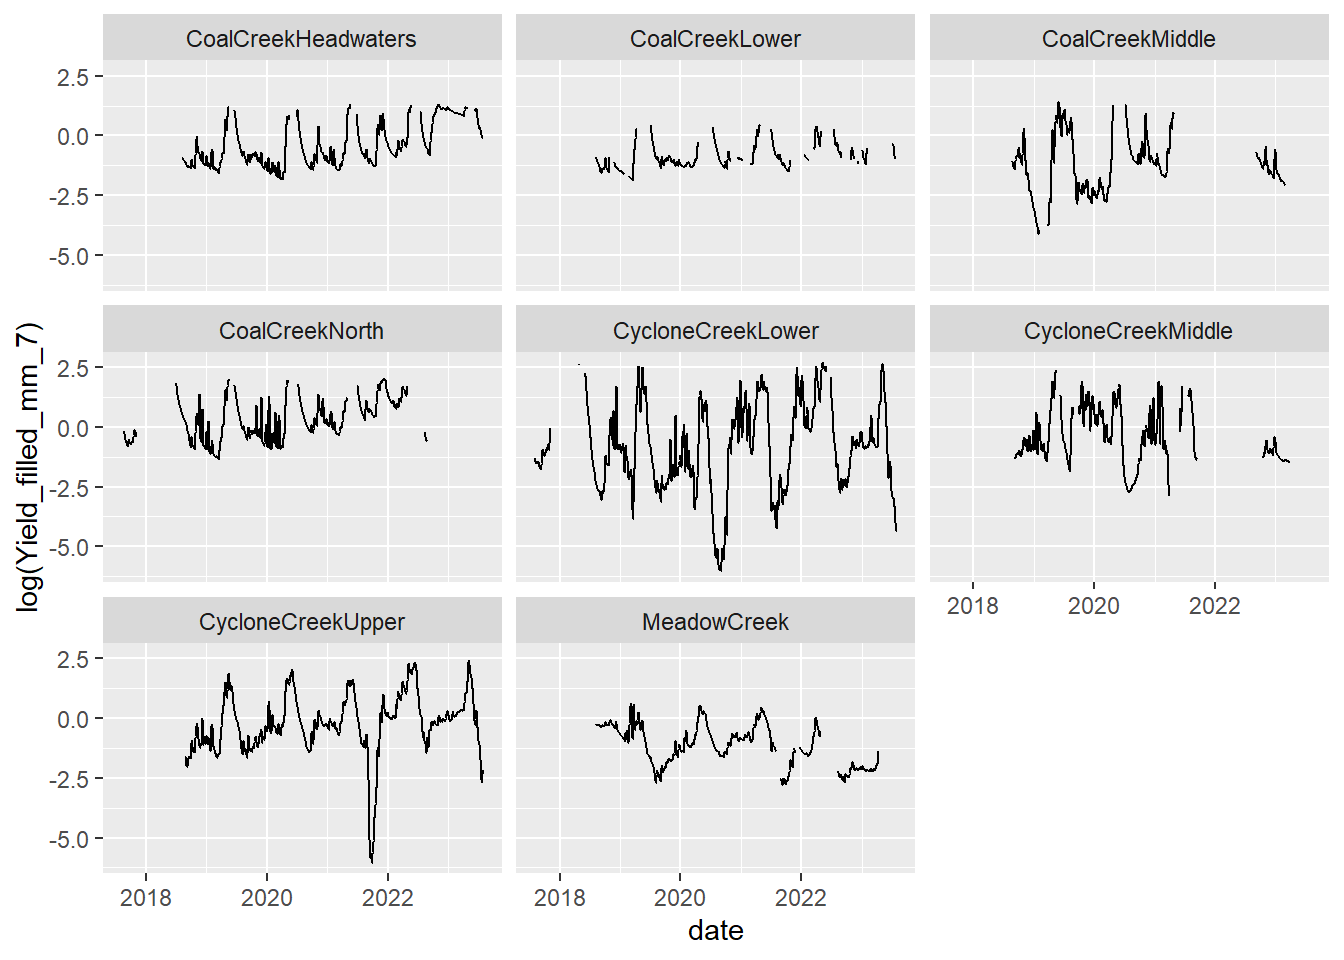 CoalCreekHeadwaters CoalCreekLower CoalCreekMiddle
2.5
0.0
-2.5
-5.0
CoalCreekNorth CycloneCreekLower CycloneCreekMiddle
2.5
0.0
-2.5
-5.0
2018 2020 2022
CycloneCreekUpper MeadowCreek
2.5
0.0
-2.5
-5.0
2018 2020 2022 2018 2020 2022
date
log(Yield_filled_mm_7)